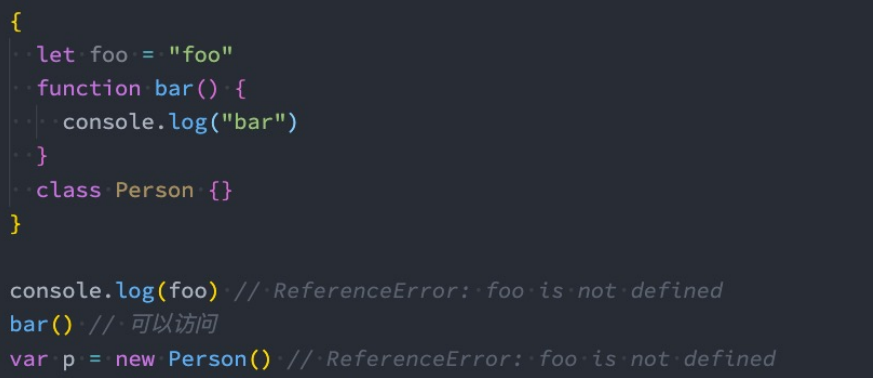 {
  let foo = "foo"
  function bar() {
    console.log("bar")
  }
  class Person {}
}
console.log(foo) // ReferenceError: foo is not defined
bar() // 可以访问
var p = new Person() // ReferenceError: foo is not defined